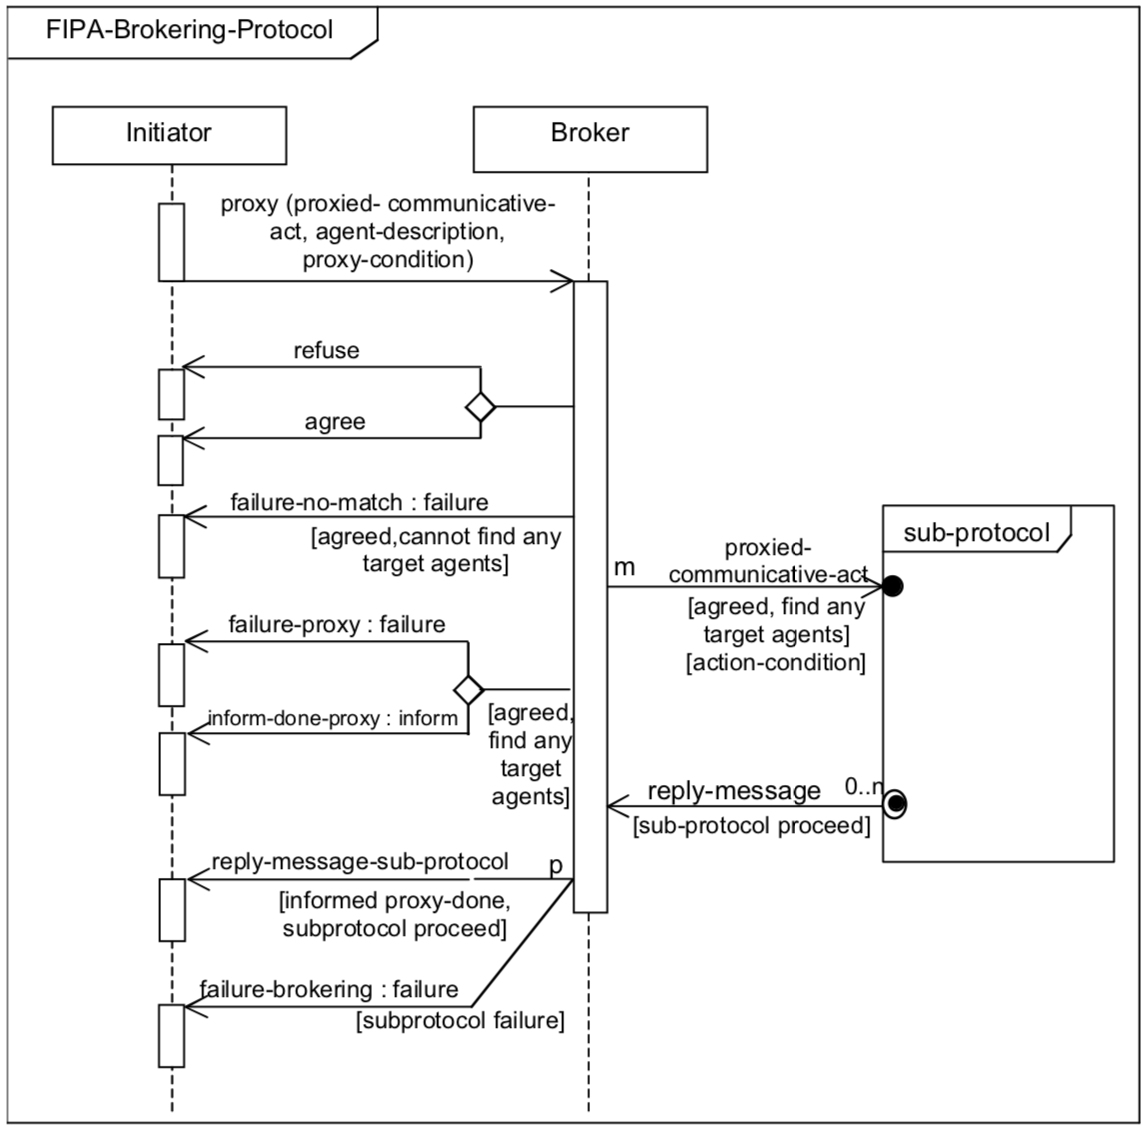 FIPA-Brokering-Protocol
Initiator
Broker
proxy (proxied- communicative-
act, agent-description,
proxy-condition)
refuse
agree
failure-no-match : failure
[agreed,cannot find any
target agents]
sub-protocol
m
proxied-
communicative-act
[agreed, find any
target agents]
[action-condition]
failure-proxy : failure
inform-done-proxy : inform
[agreed,
find any
target
agents]
reply-message
0..n
[sub-protocol proceed]
reply-message-sub-protocol
p
[informed proxy-done,
subprotocol proceed]
failure-brokering : failure
[subprotocol failure]